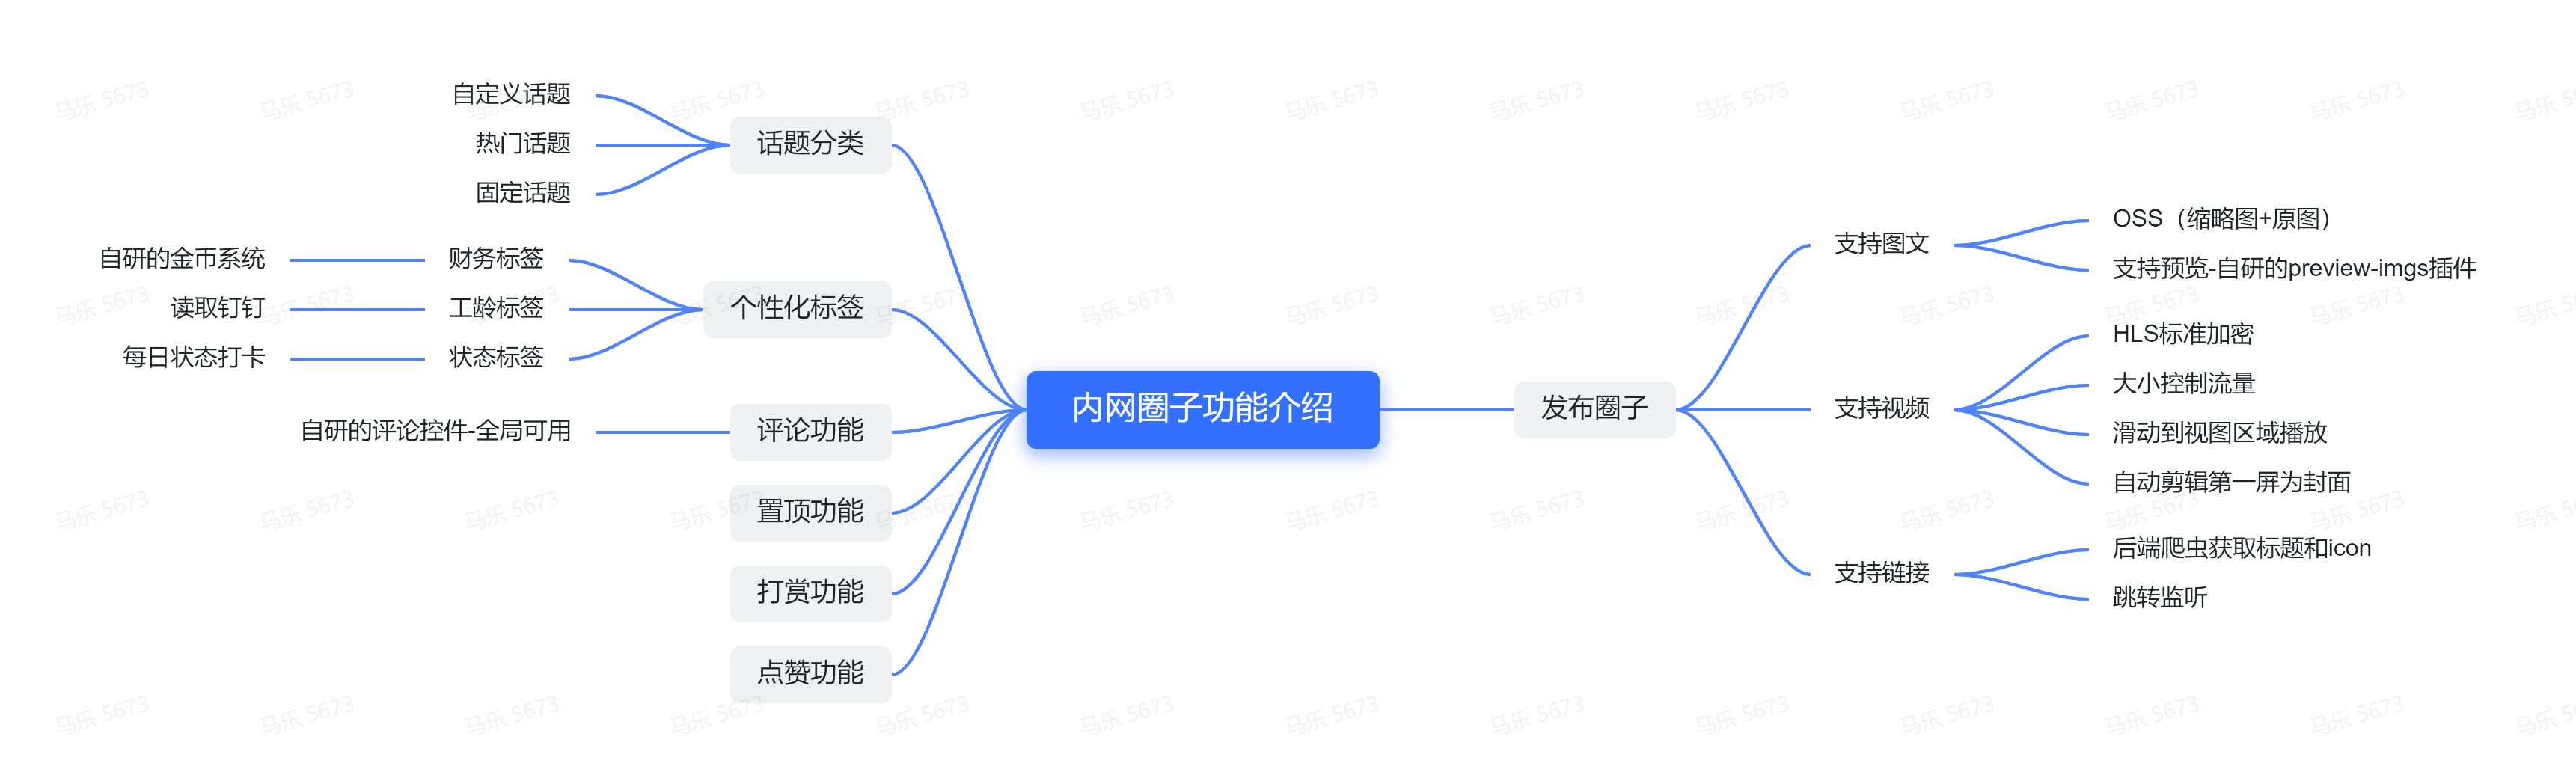 内网圈子功能介绍
话题分类
自定义话题
热门话题
固定话题
个性化标签
财务标签
自研的金币系统
工龄标签
读取钉钉
状态标签
每日状态打卡
评论功能
自研的评论控件-全局可用
置顶功能
打赏功能
点赞功能
发布圈子
支持图文
OSS（缩略图+原图）
支持预览-自研的preview-imgs插件
支持视频
HLS标准加密
大小控制流量
滑动到视图区域播放
自动剪辑第一屏为封面
支持链接
后端爬虫获取标题和icon
跳转监听
马乐 5673